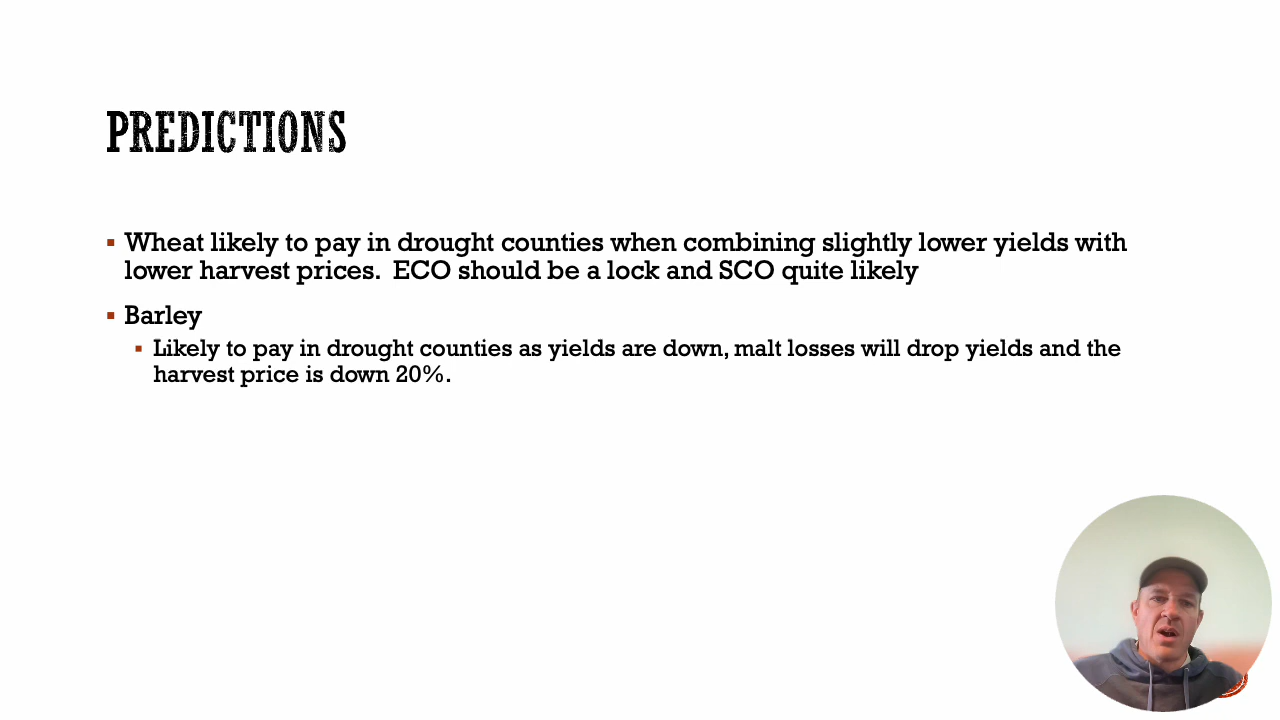 PREDICTIONS
Wheat likely to pay in drought counties when combining slightly lower yields with
lower harvest prices.  ECO should be a lock and SCO quite likely
Barley
Likely to pay in drought counties as yields are down, malt losses will drop yields and the
harvest price is down 20%.